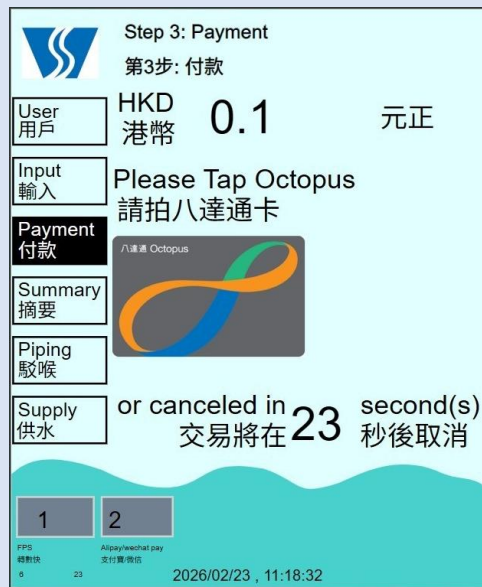 Step 3: Payment
第3步: 付款
HKD
港幣
0.1
元正
User
用戶
Input
輸入
Please Tap Octopus
請拍八達通卡
Payment
付款
八達通 Octopus
Summary
摘要
Piping
駁喉
Supply
供水
or canceled in
交易將在
23
second(s)
秒後取消
1
2
FPS
轉數快
Alipay/wechat pay
支付寶/微信
6
23
2026/02/23 , 11:18:32